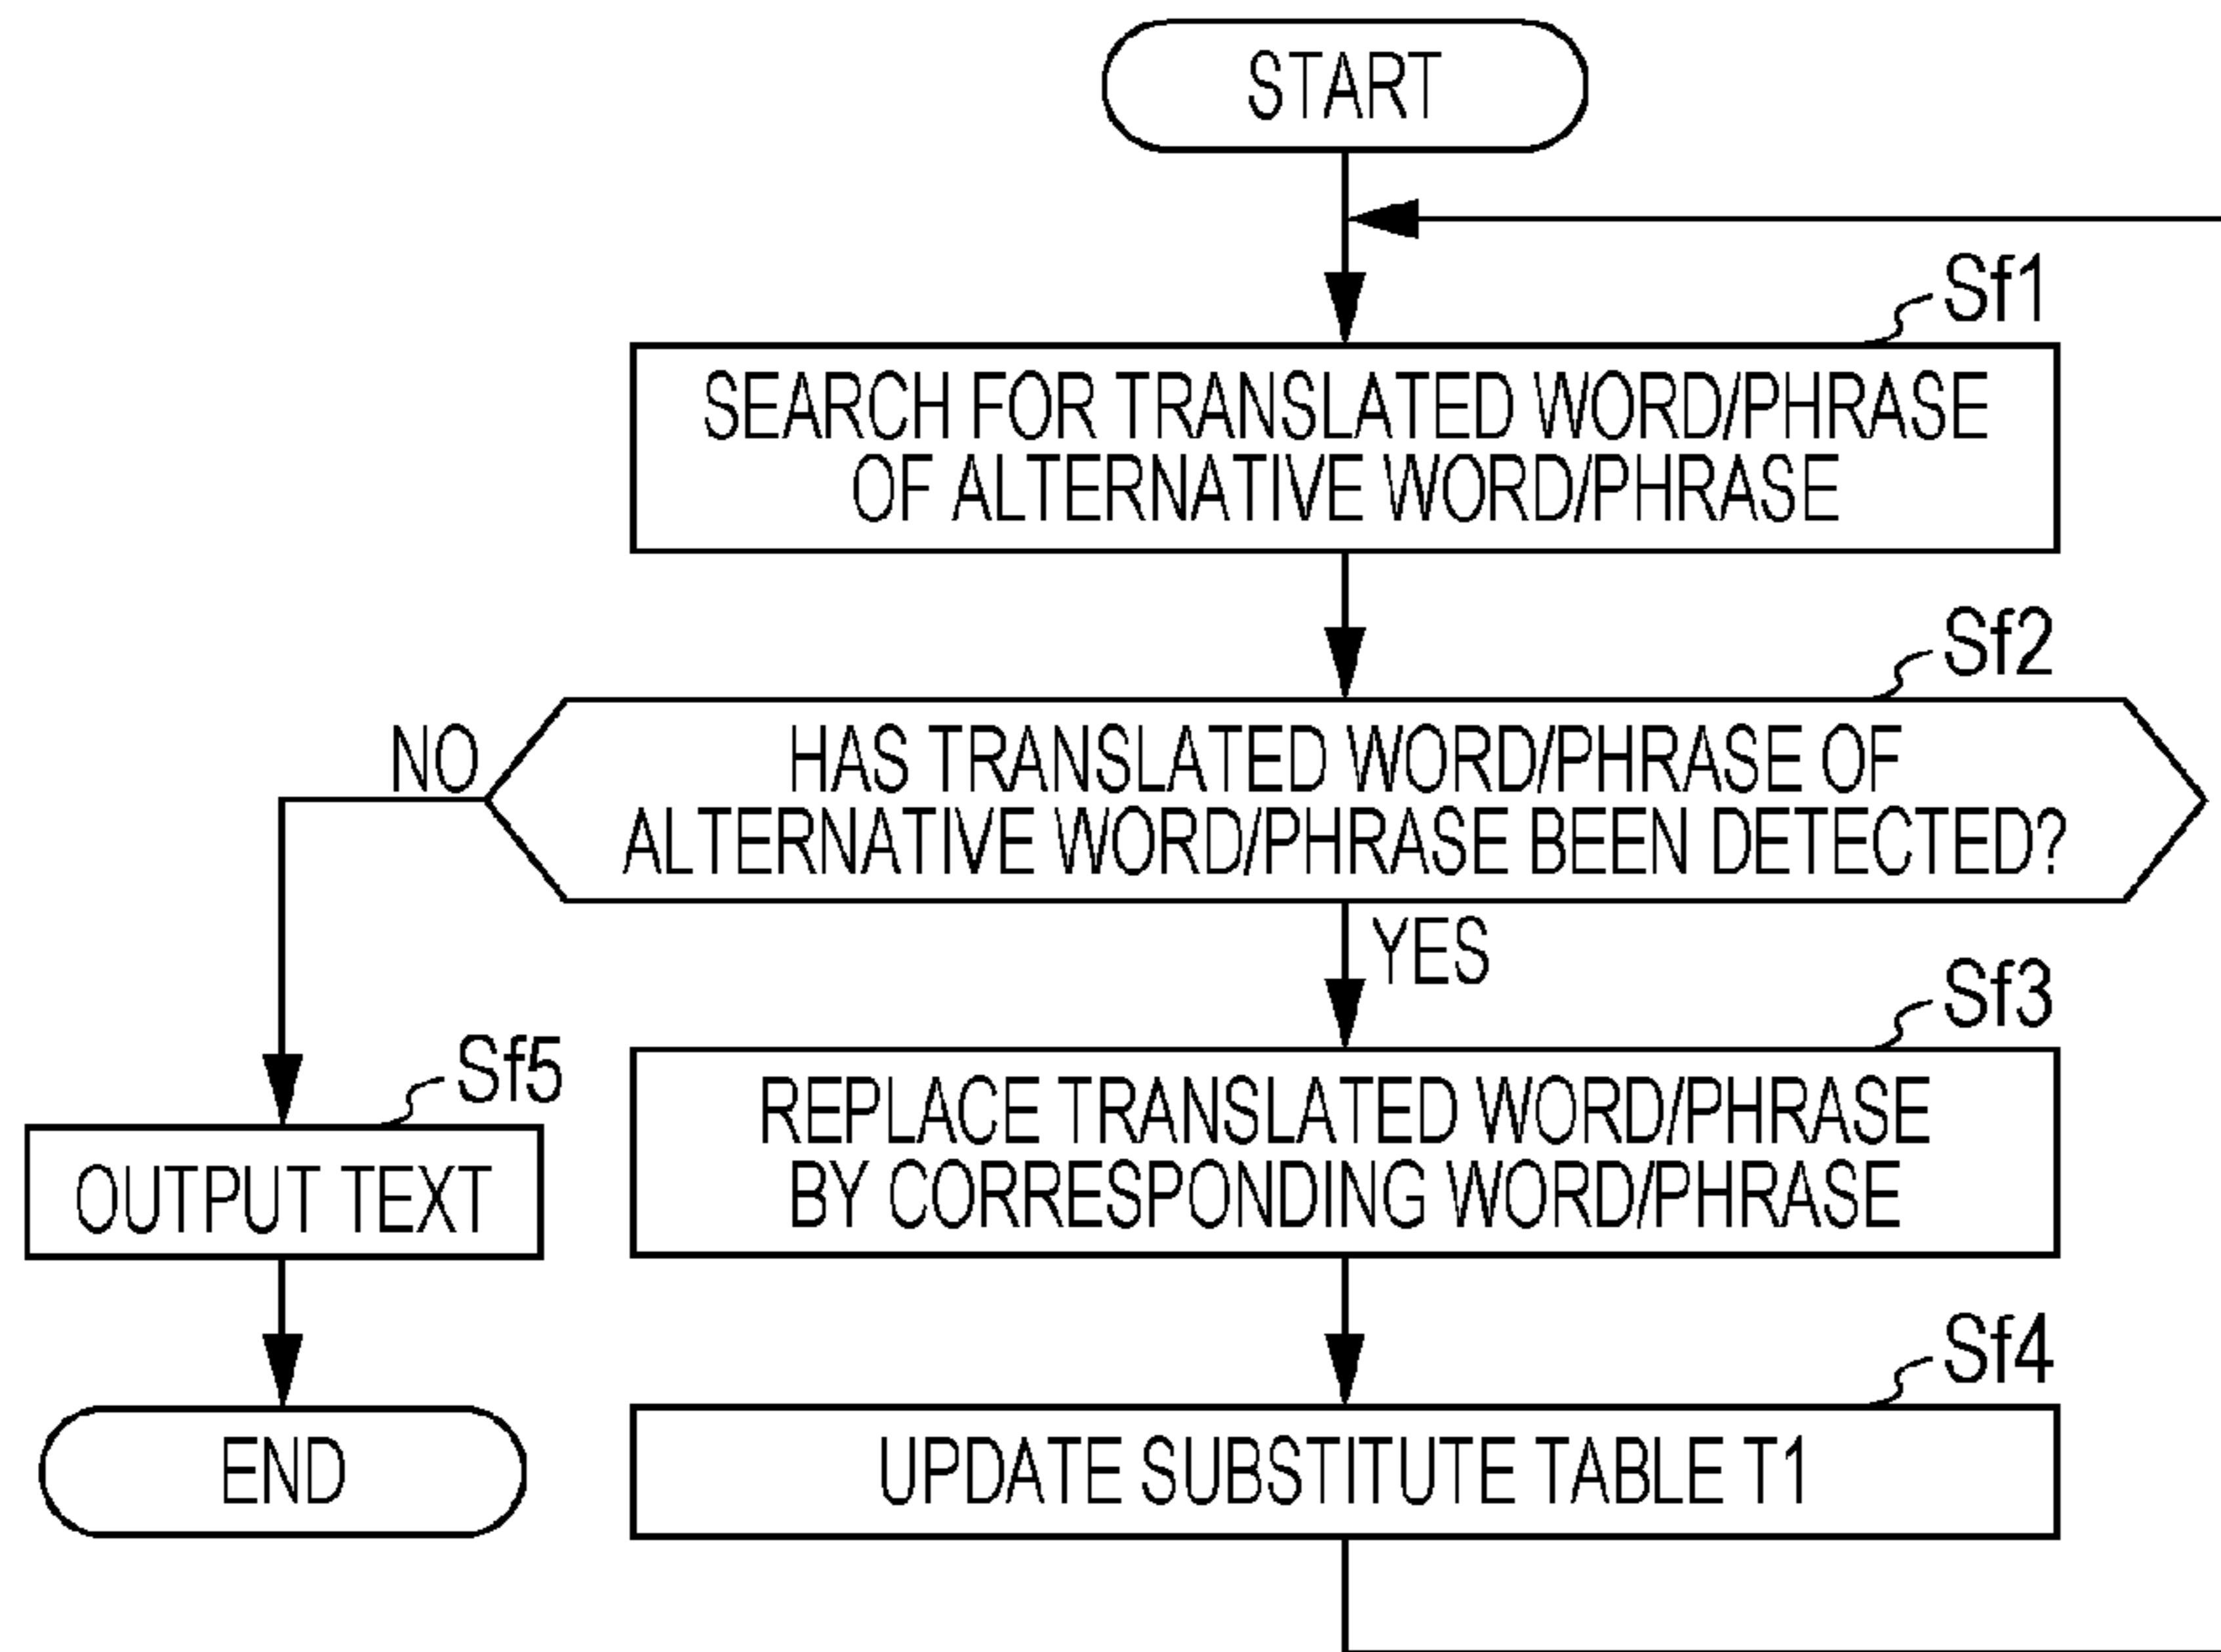 START
Sf1
SEARCH FOR TRANSLATED WORD/PHRASE
OF ALTERNATIVE WORD/PHRASE
Sf2
NO
HAS TRANSLATED WORD/PHRASE OF
ALTERNATIVE WORD/PHRASE BEEN DETECTED?
YES
Sf3
REPLACE TRANSLATED WORD/PHRASE
BY CORRESPONDING WORD/PHRASE
Sf5
OUTPUT TEXT
Sf4
UPDATE SUBSTITUTE TABLE T1
END